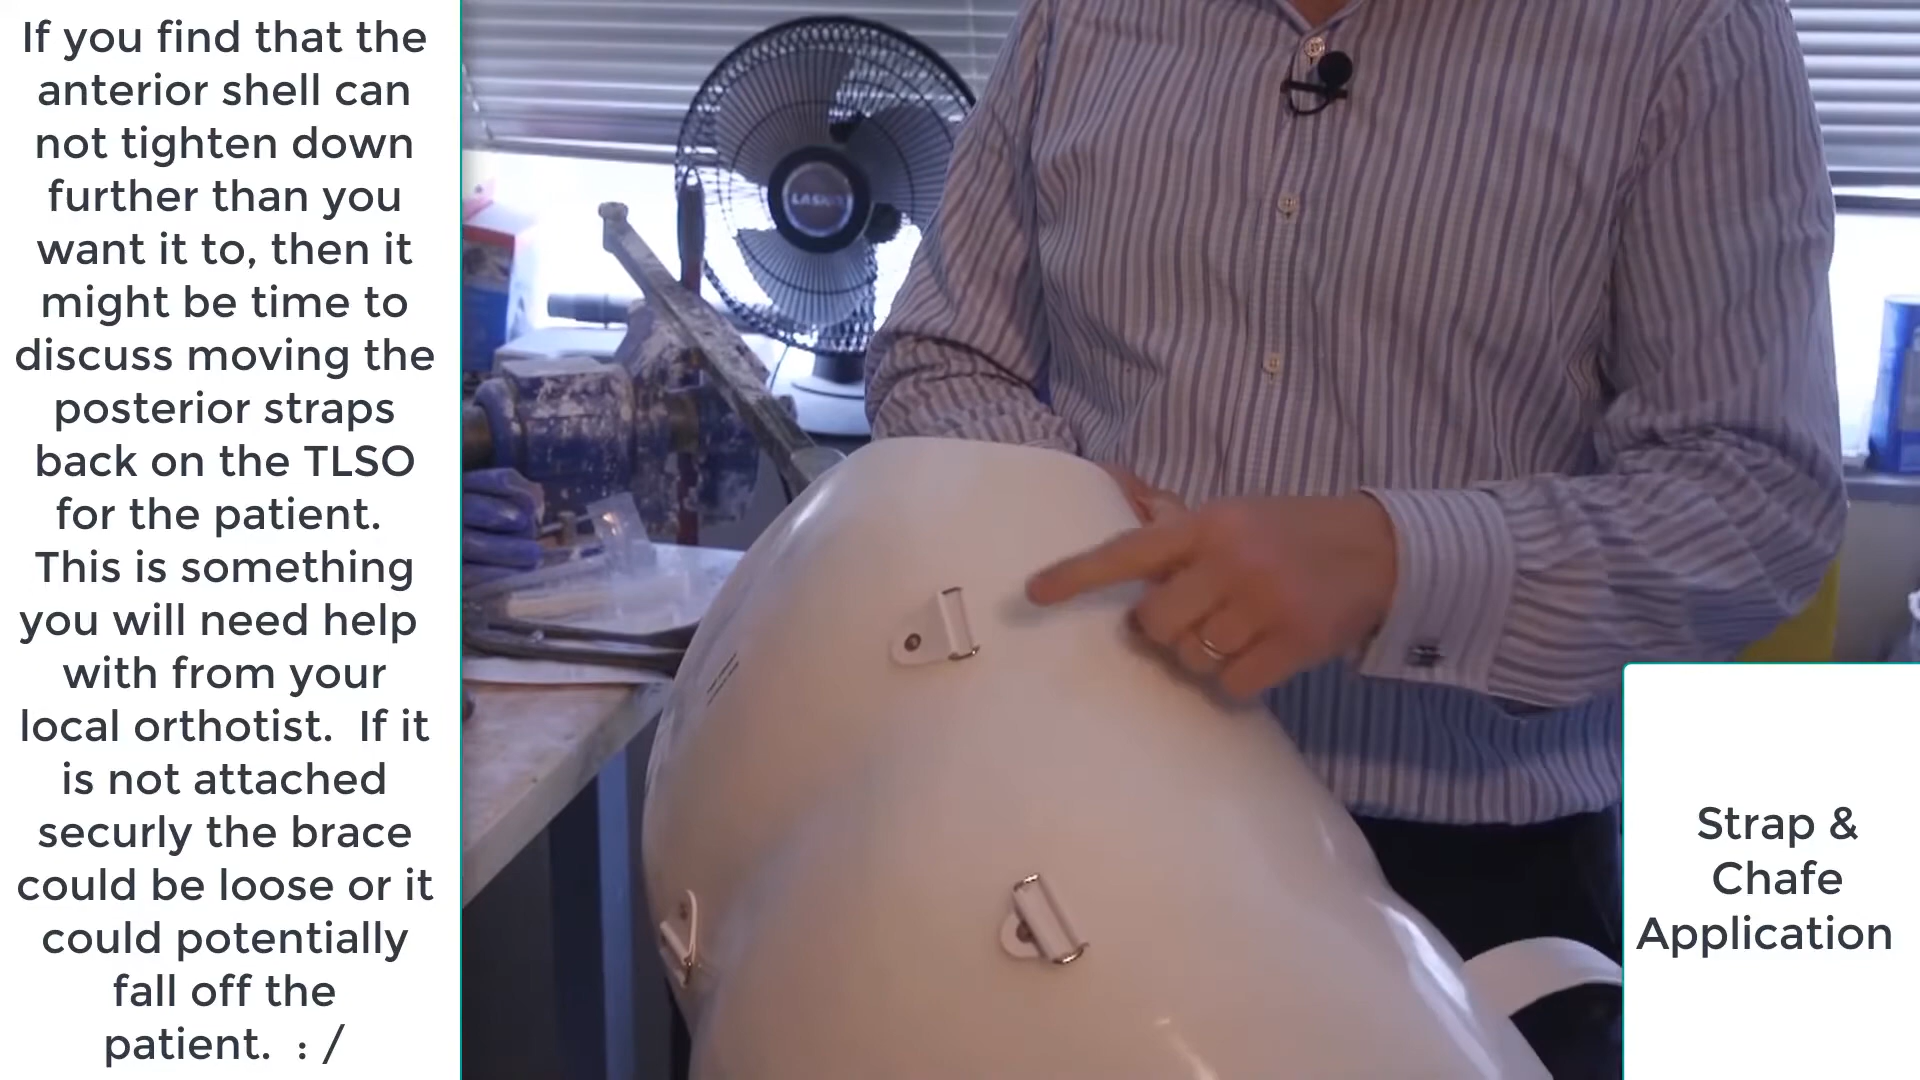 If you find that the
anterior shell can
not tighten down
further than you
want it to, then it
might be time to
discuss moving the
posterior straps
back on the TLSO
for the patient.
This is something
you will need help
with from your
local orthotist.  If it
is not attached
securly the brace
could be loose or it
could potentially
fall off the
patient.  : /
LASKO
Strap &
Chafe
Application